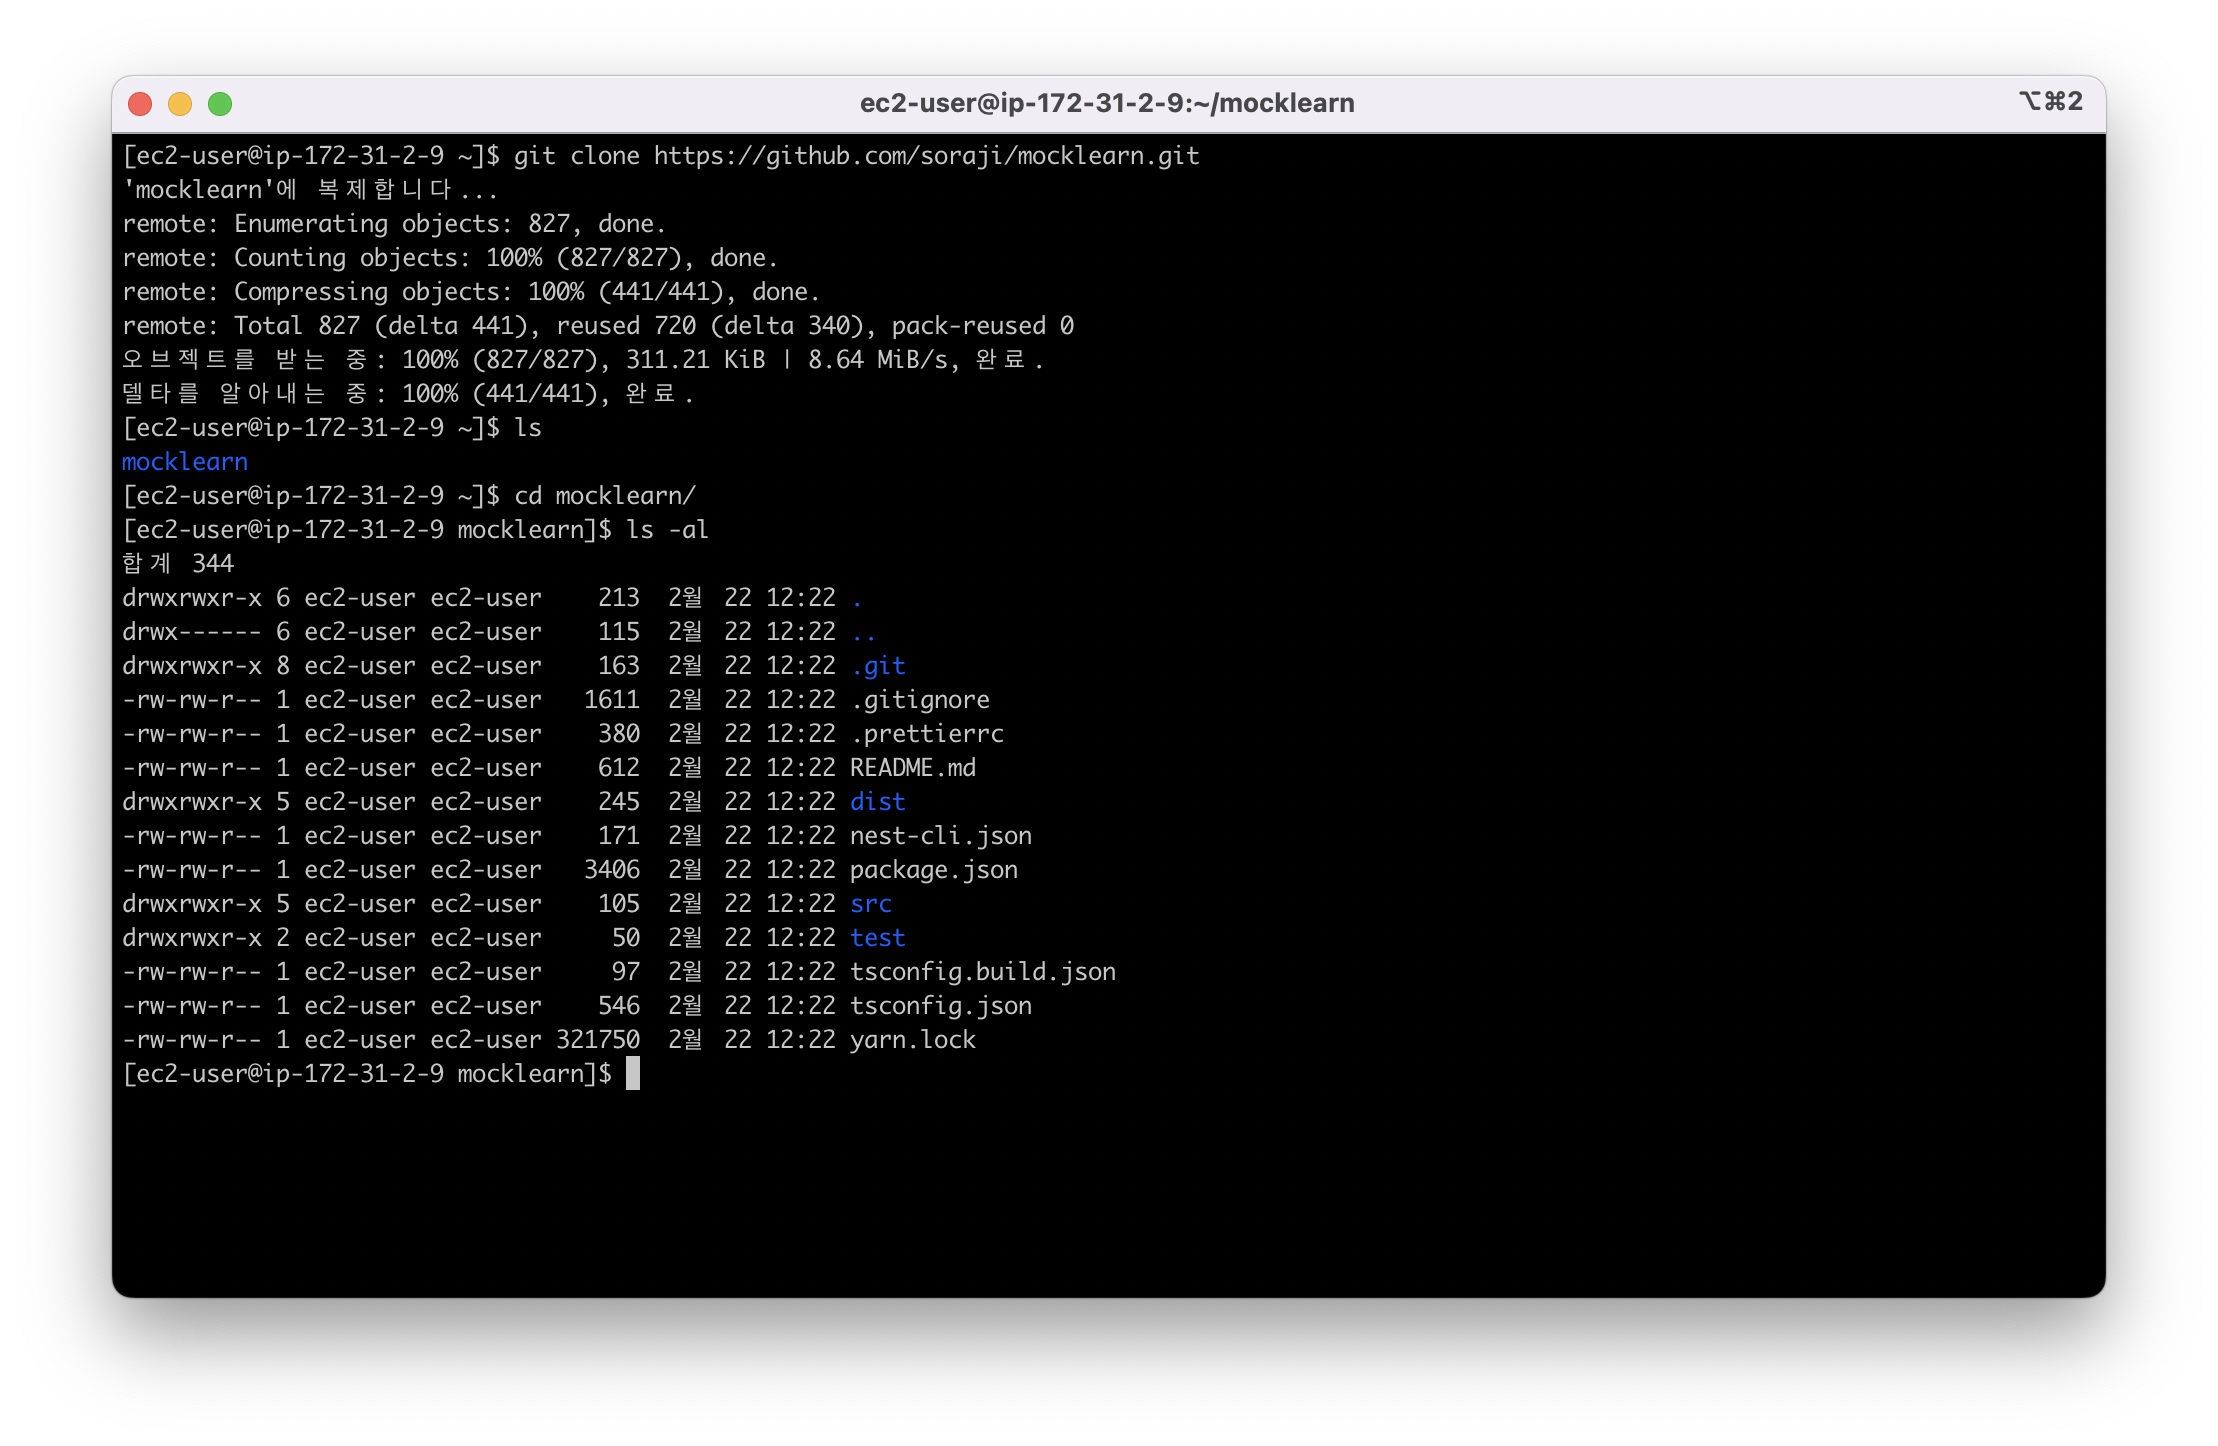 ec2-user@ip-172-31-2-9:~/mocklearn
⌥⌘2
[ec2-user@ip-172-31-2-9 ~]$ git clone https://github.com/soraji/mocklearn.git
'mocklearn'에 복제합니다...
remote: Enumerating objects: 827, done.
remote: Counting objects: 100% (827/827), done.
remote: Compressing objects: 100% (441/441), done.
remote: Total 827 (delta 441), reused 720 (delta 340), pack-reused 0
오브젝트를 받는 중: 100% (827/827), 311.21 KiB | 8.64 MiB/s, 완료.
델타를 알아내는 중: 100% (441/441), 완료.
[ec2-user@ip-172-31-2-9 ~]$ ls
mocklearn
[ec2-user@ip-172-31-2-9 ~]$ cd mocklearn/
[ec2-user@ip-172-31-2-9 mocklearn]$ ls -al
합계 344
drwxrwxr-x 6 ec2-user ec2-user    213  2월  22 12:22 .
drwx------ 6 ec2-user ec2-user    115  2월  22 12:22 ..
drwxrwxr-x 8 ec2-user ec2-user    163  2월  22 12:22 .git
-rw-rw-r-- 1 ec2-user ec2-user   1611  2월  22 12:22 .gitignore
-rw-rw-r-- 1 ec2-user ec2-user    380  2월  22 12:22 .prettierrc
-rw-rw-r-- 1 ec2-user ec2-user    612  2월  22 12:22 README.md
drwxrwxr-x 5 ec2-user ec2-user    245  2월  22 12:22 dist
-rw-rw-r-- 1 ec2-user ec2-user    171  2월  22 12:22 nest-cli.json
-rw-rw-r-- 1 ec2-user ec2-user   3406  2월  22 12:22 package.json
drwxrwxr-x 5 ec2-user ec2-user    105  2월  22 12:22 src
drwxrwxr-x 2 ec2-user ec2-user     50  2월  22 12:22 test
-rw-rw-r-- 1 ec2-user ec2-user     97  2월  22 12:22 tsconfig.build.json
-rw-rw-r-- 1 ec2-user ec2-user    546  2월  22 12:22 tsconfig.json
-rw-rw-r-- 1 ec2-user ec2-user 321750  2월  22 12:22 yarn.lock
[ec2-user@ip-172-31-2-9 mocklearn]$